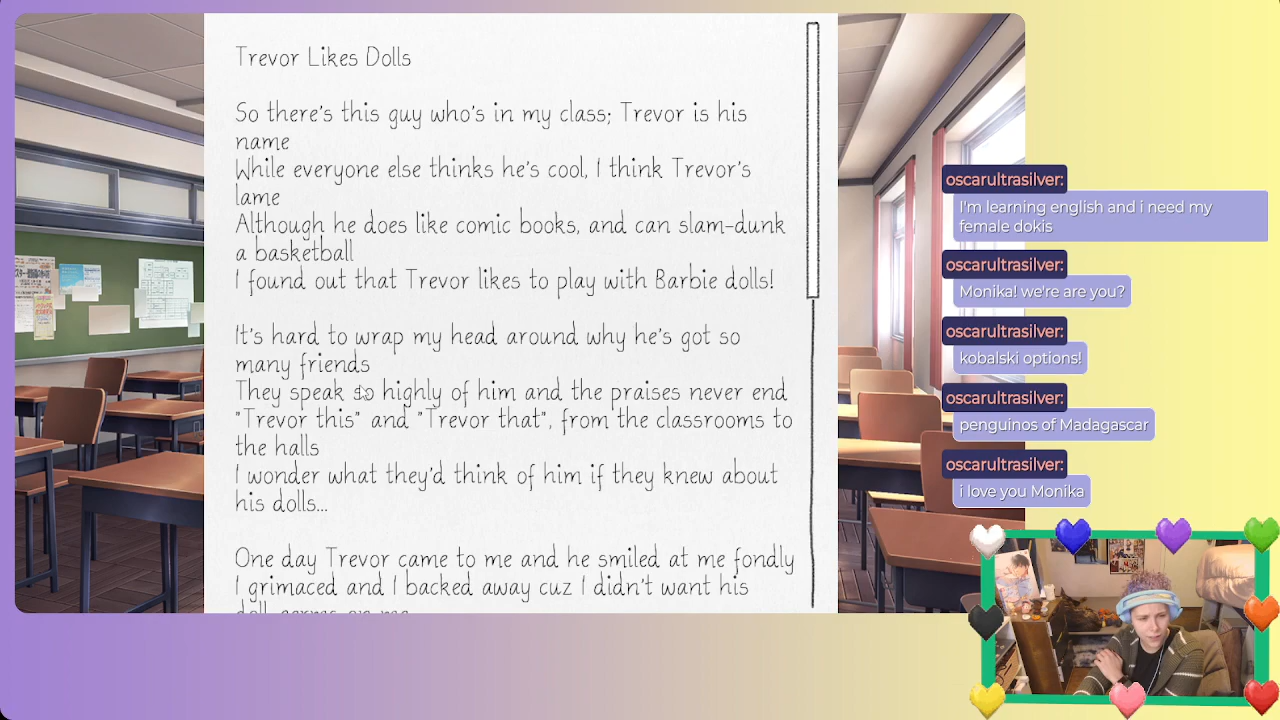 Trevor Likes Dolls
So there's this guy who's in my class; Trevor is his
name
While everyone else thinks he's cool, I think Trevor's
lame
Although he does like comic books, and can slam-dunk
a basketball
I found out that Trevor likes to play with Barbie dolls!
It's hard to wrap my head around why he's got so
many friends
They speak so highly of him and the praises never end
"Trevor this" and "Trevor that", from the classrooms to
the halls
I wonder what they'd think of him if they knew about
his dolls...
One day Trevor came to me and he smiled at me fondly
I grimaced and I backed away cuz I didn't want his
oscarultrasilver:
I'm learning english and i need my
female dokis
oscarultrasilver:
Monika! we're are you?
oscarultrasilver:
kobalski options!
oscarultrasilver:
penguinos of Madagascar
oscarultrasilver:
i love you Monika